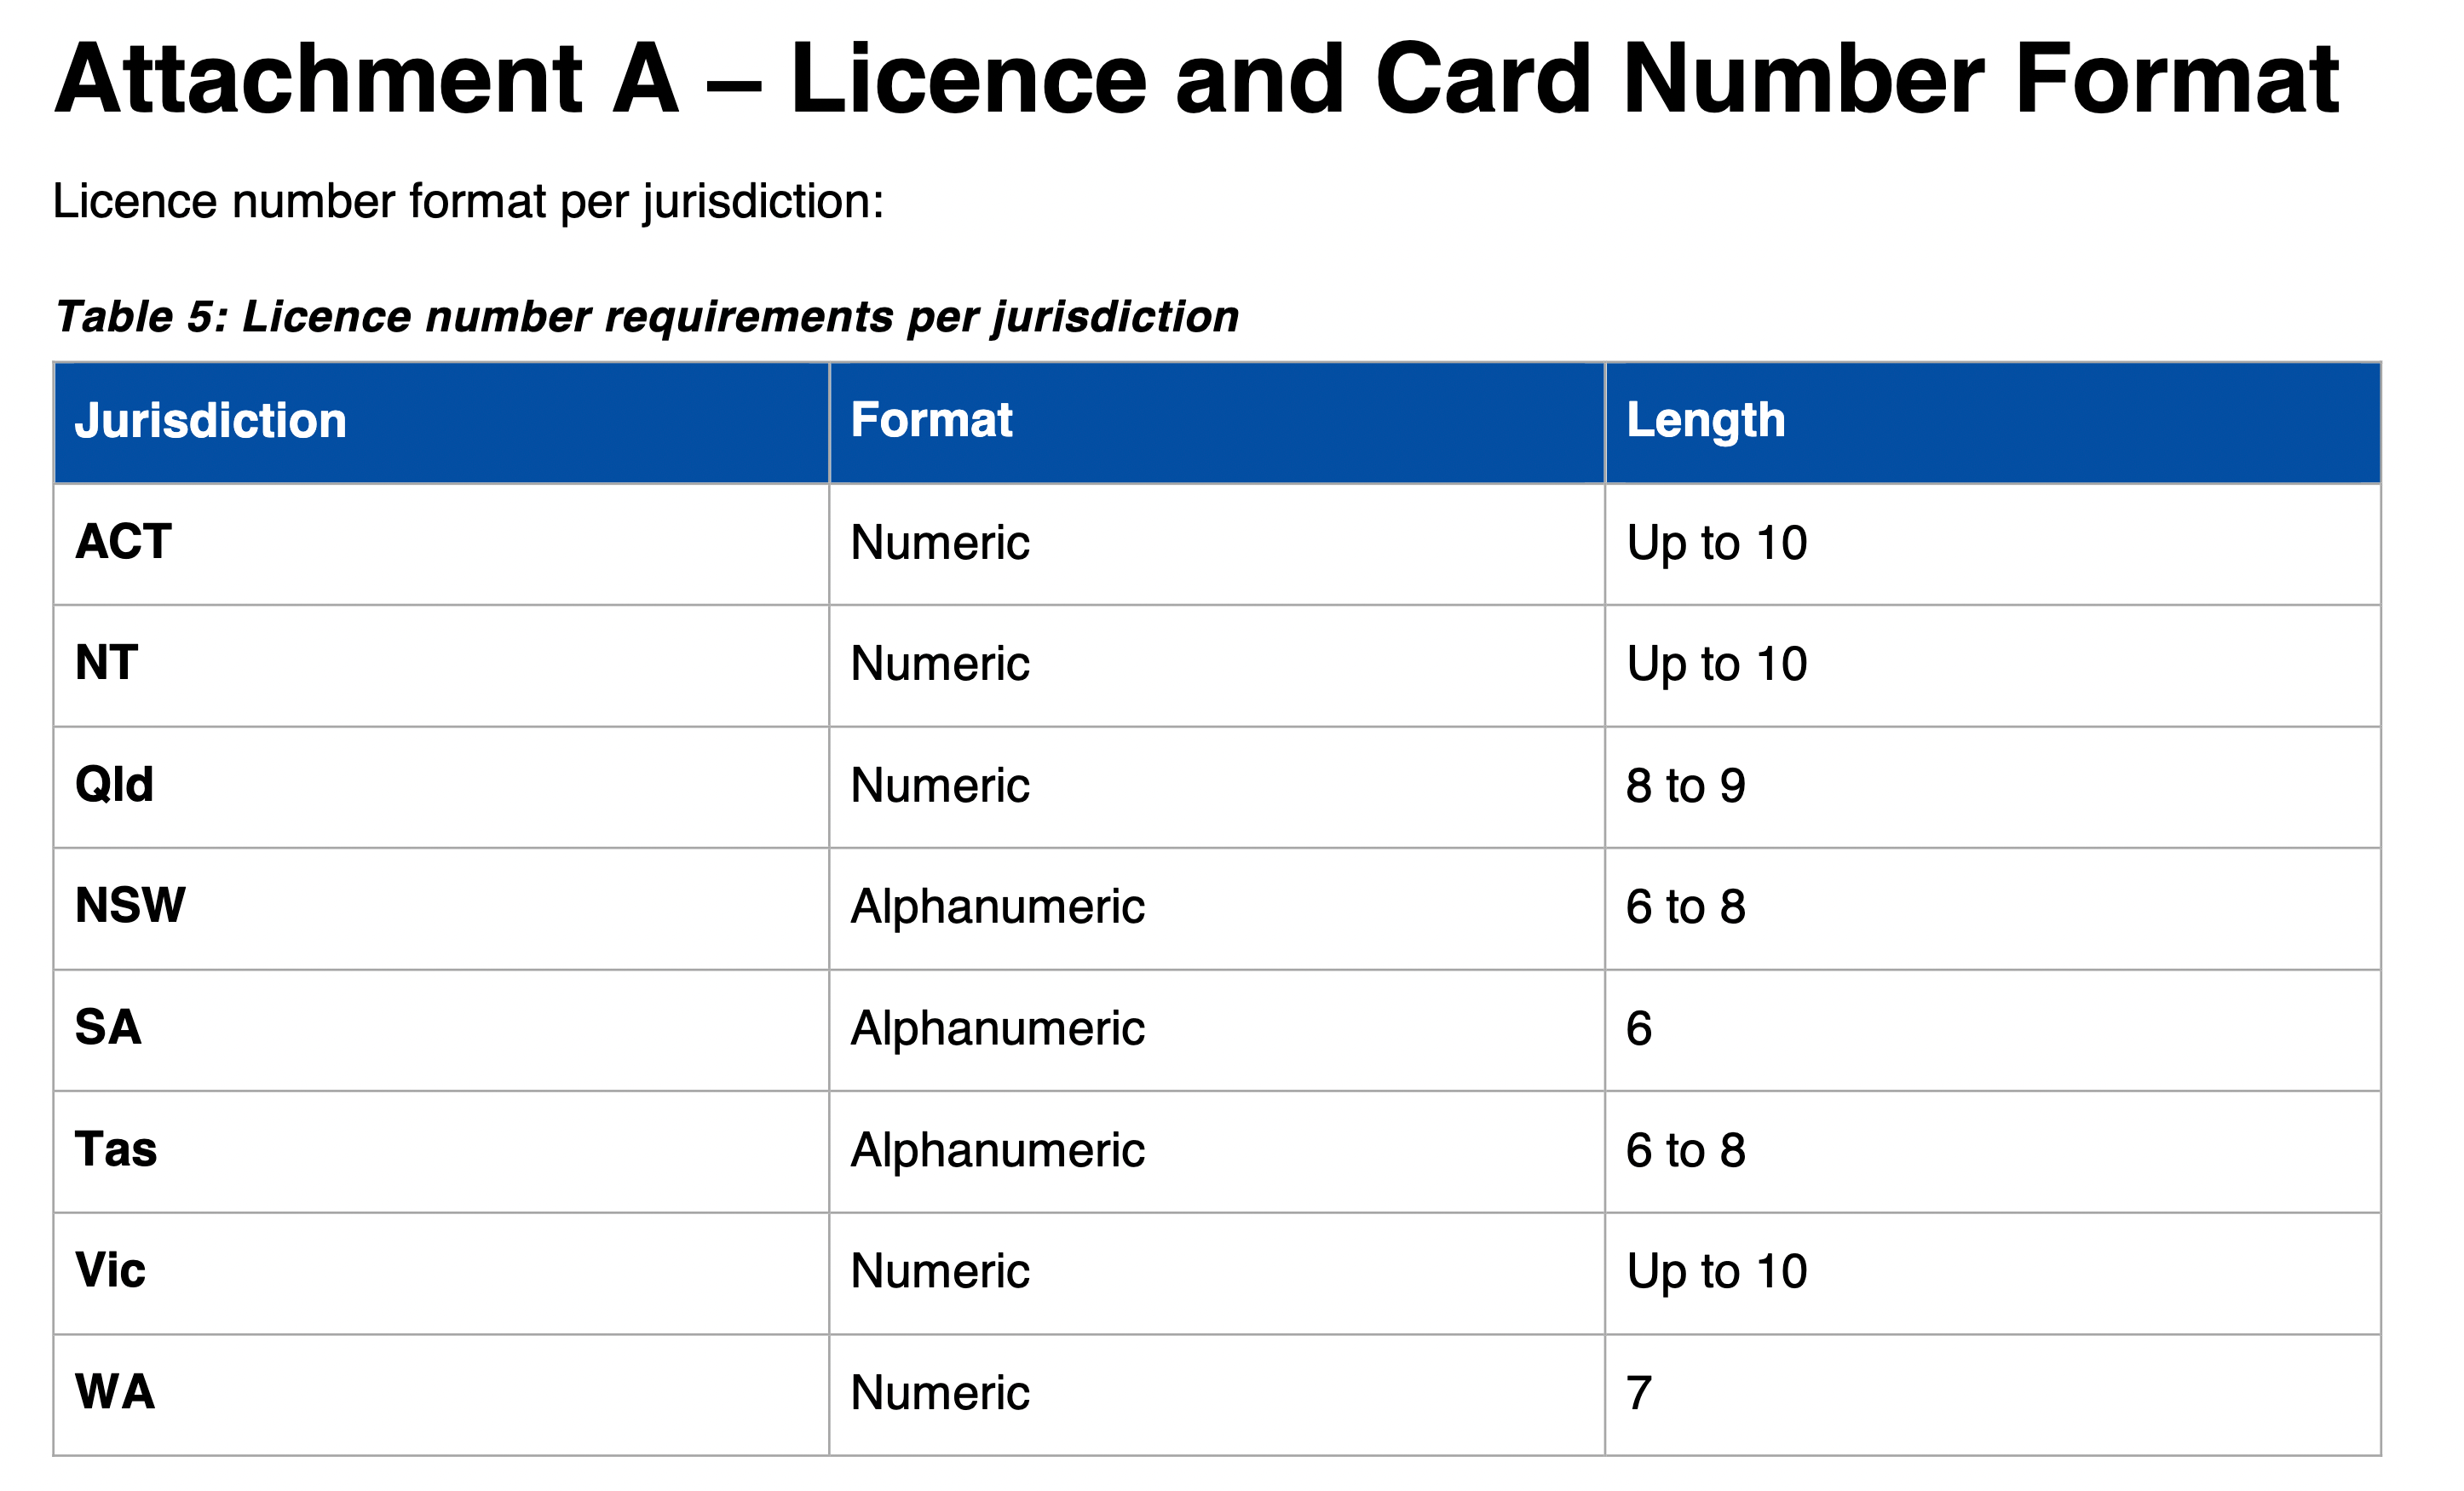 Attachment A – Licence and Card Number Format
Licence number format per jurisdiction:
Table 5: Licence number requirements per jurisdiction
Jurisdiction Format Length
ACT Numeric Up to 10
NT Numeric Up to 10
Qld Numeric 8 to 9
NSW Alphanumeric 6 to 8
SA Alphanumeric 6
Tas Alphanumeric 6 to 8
Vic Numeric Up to 10
WA Numeric 7